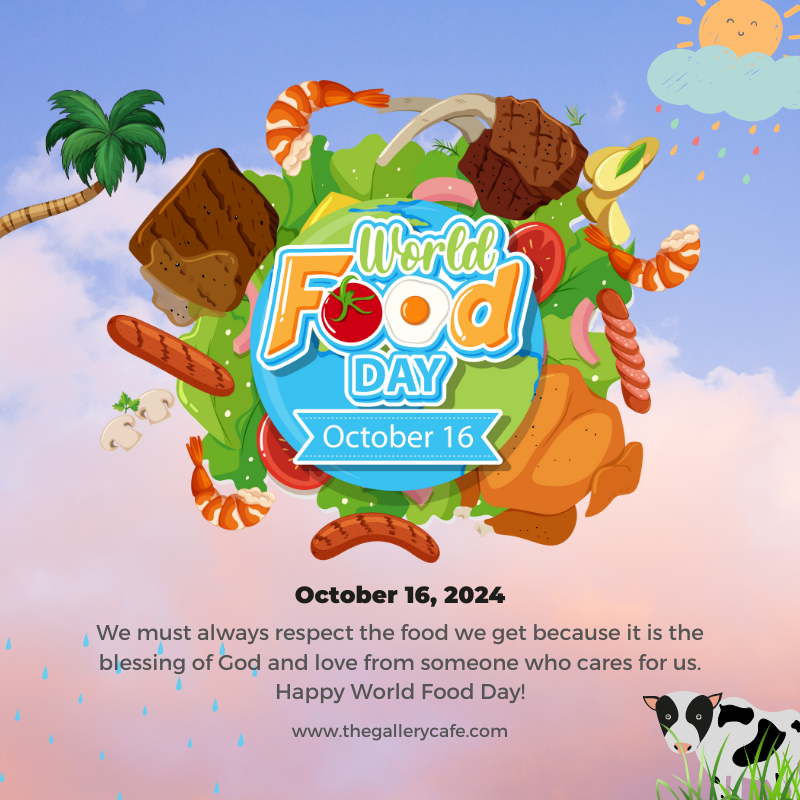 World
Food
DAY
October 16
October 16, 2024
We must always respect the food we get because it is the
blessing of God and love from someone who cares for us.
Happy World Food Day!
www.thegallerycafe.com